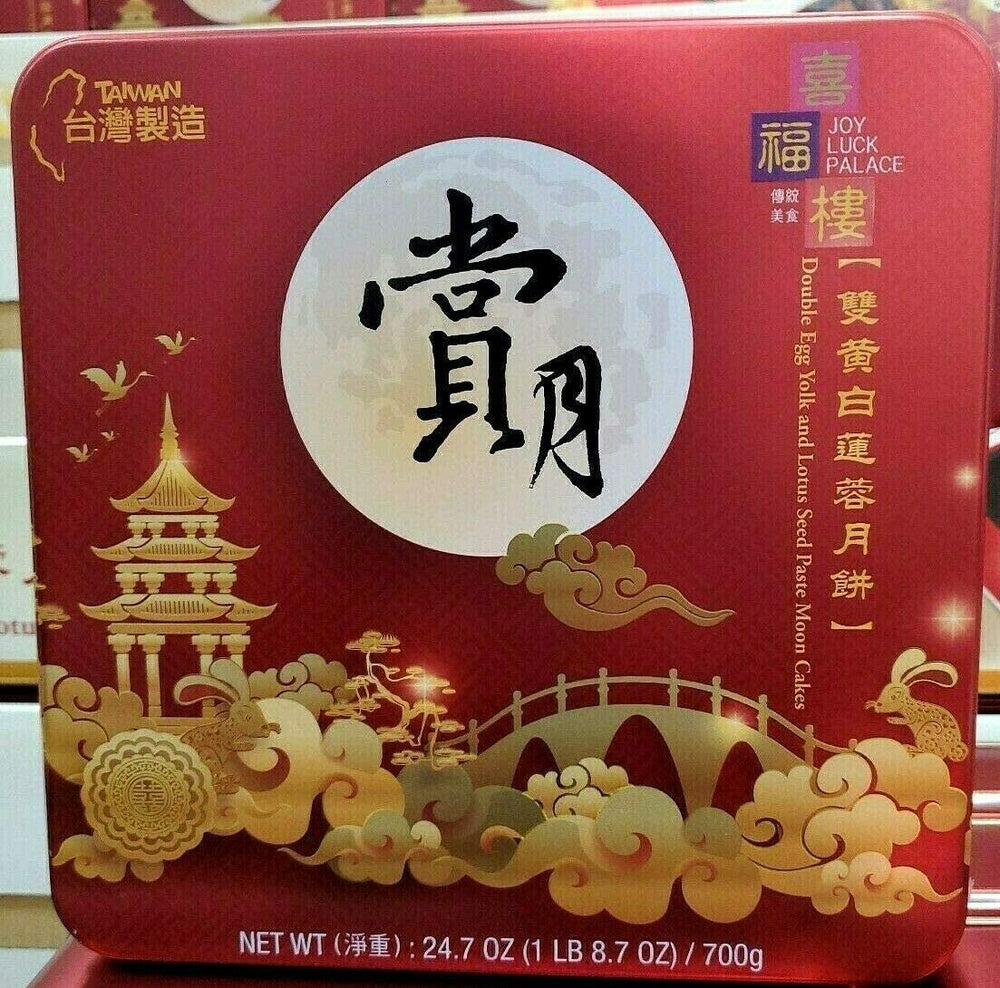 TAIWAN
台灣製造
喜
福
樓
JOY
LUCK
PALACE
傳統
美食
賞月
【雙黃白蓮蓉月餅】
Double Egg Yolk and Lotus Seed Paste Moon Cakes
NET WT (淨重) : 24.7 OZ (1 LB 8.7 OZ) / 700g